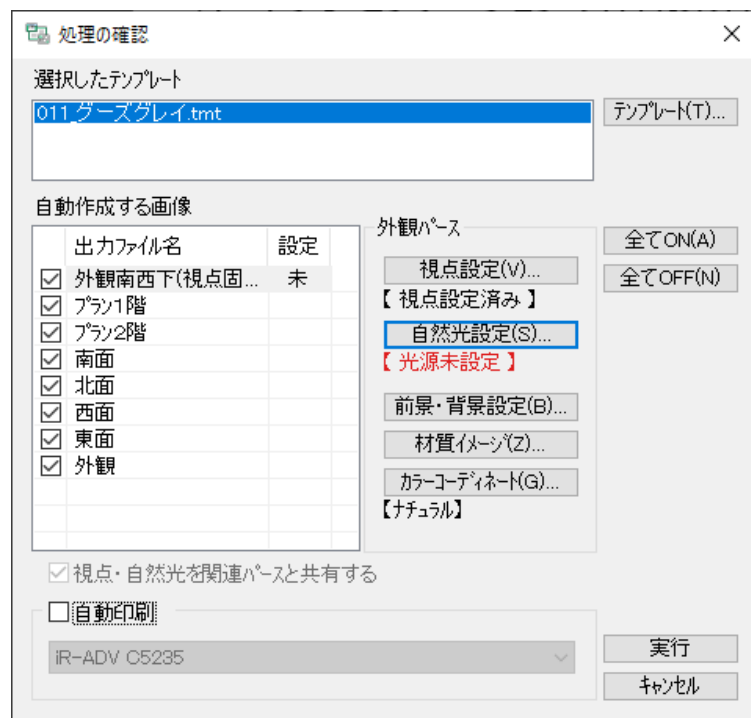 処理の確認
選択したテンプレート
011_グーズグレイ.tmt
テンプレート(T)...
自動作成する画像
出力ファイル名 設定
外観南西下(視点固... 未
プラン1階
プラン2階
南面
北面
西面
東面
外観
外観パース
視点設定(V)...
【 視点設定済み 】
自然光設定(S)...
【 光源未設定 】
前景・背景設定(B)...
材質イメージ(Z)...
カラーコーディネート(G)...
【ナチュラル】
全てON(A)
全てOFF(N)
視点・自然光を関連パースと共有する
自動印刷
iR-ADV C5235
実行
キャンセル